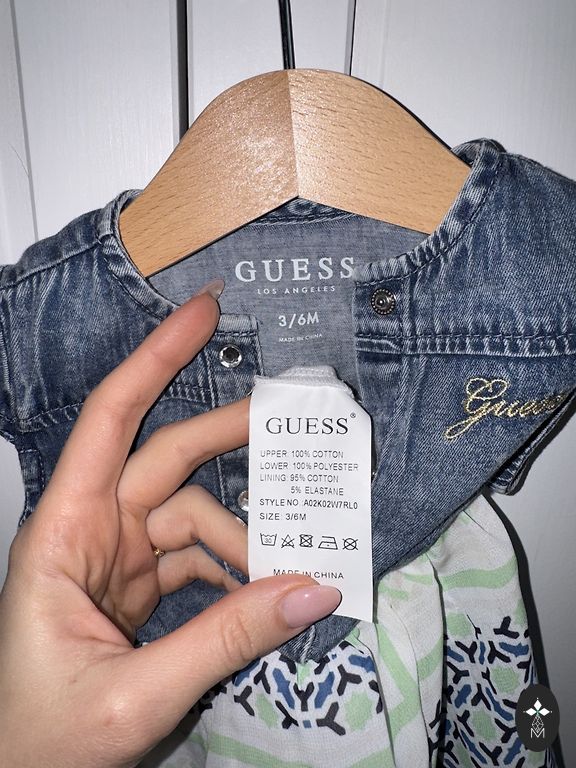 GUESS
LOS ANGELES
3/6M
MADE IN CHINA
Guess
GUESS®
UPPER: 100% COTTON
LOWER: 100% POLYESTER
LINING: 95% COTTON
5% ELASTANE
STYLE NO.:A02K02W7RL0
SIZE: 3/6M
30
MADE IN CHINA
M